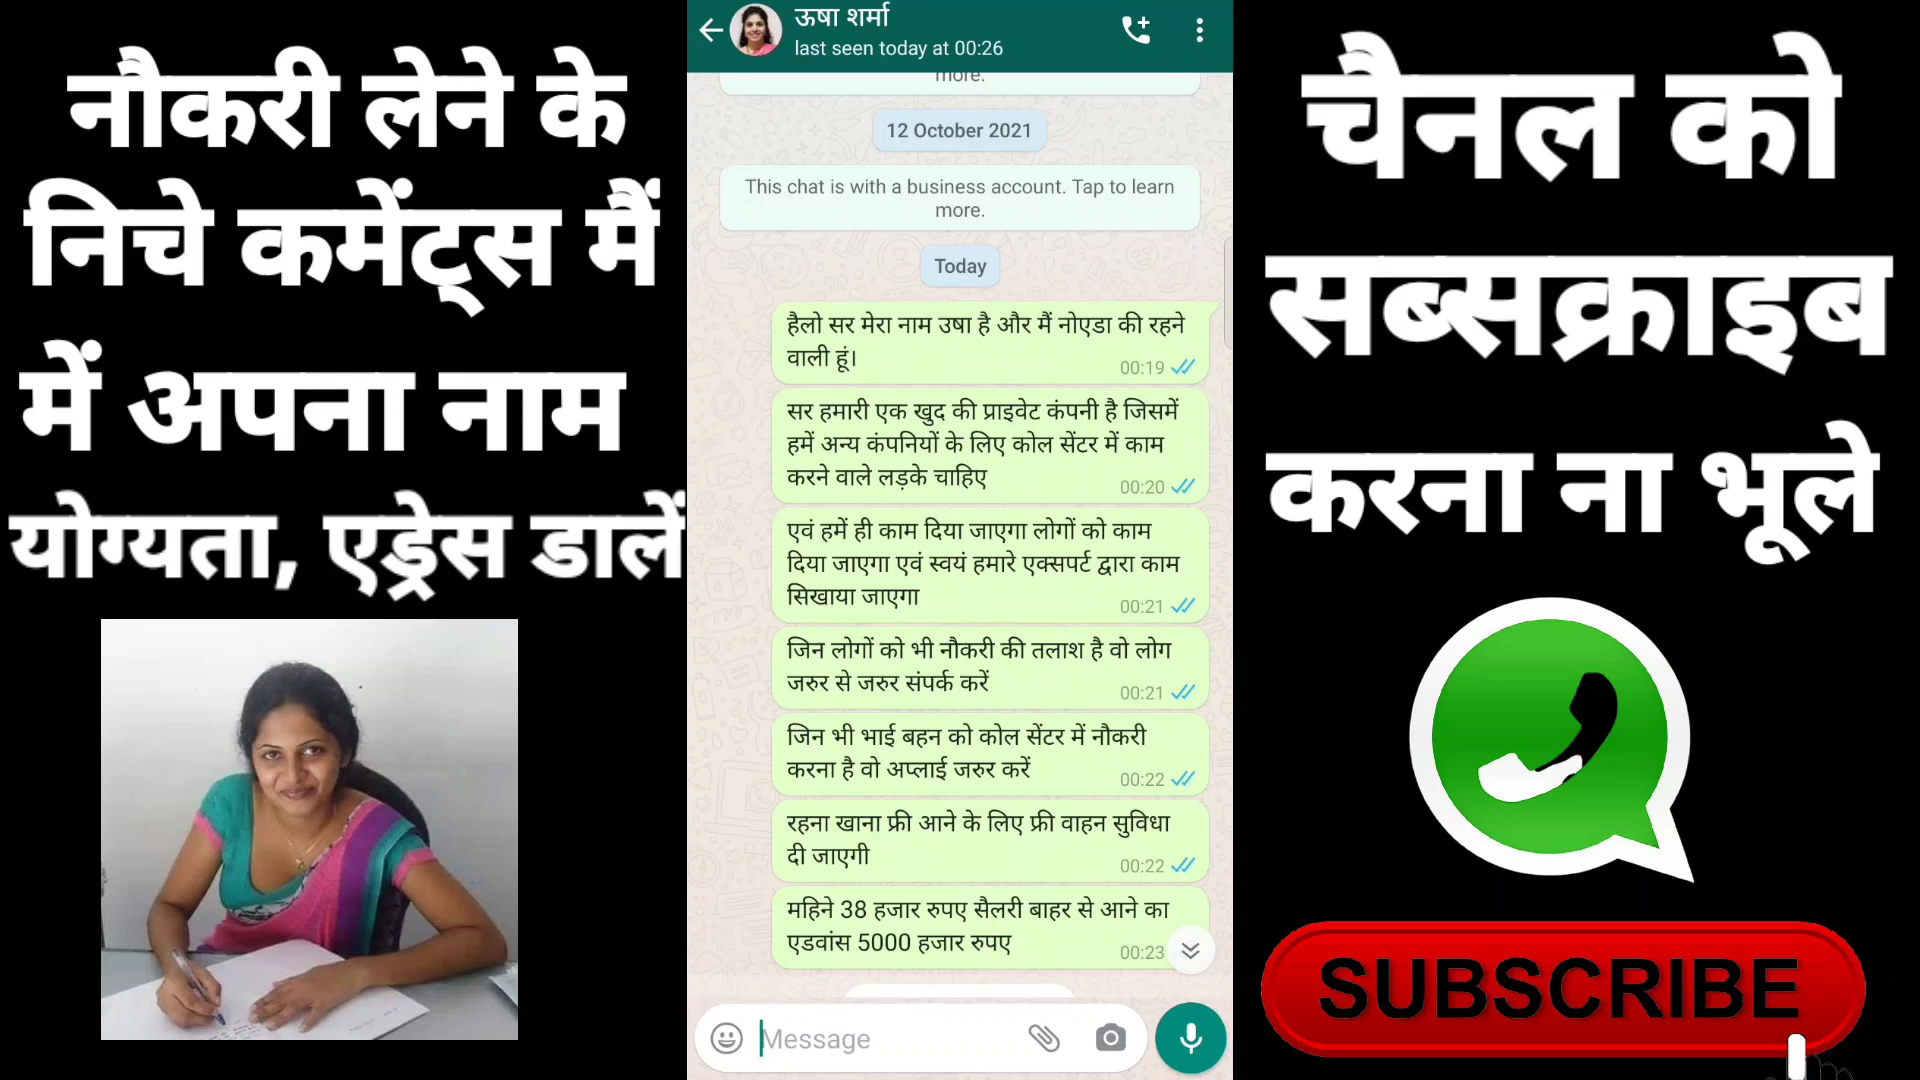 नौकरी लेने के
निचे कमेंट्स मैं
में अपना नाम
योग्यता, एड्रेस डालें
ऊषा शर्मा
last seen today at 00:26
more.
12 October 2021
This chat is with a business account. Tap to learn
more.
Today
हैलो सर मेरा नाम उषा है और मैं नोएडा की रहने
वाली हूं।
00:19
सर हमारी एक खुद की प्राइवेट कंपनी है जिसमें
हमें अन्य कंपनियों के लिए कोल सेंटर में काम
करने वाले लड़के चाहिए
00:20
एवं हमें ही काम दिया जाएगा लोगों को काम
दिया जाएगा एवं स्वयं हमारे एक्सपर्ट द्वारा काम
सिखाया जाएगा
00:21
जिन लोगों को भी नौकरी की तलाश है वो लोग
जरुर से जरुर संपर्क करें
00:21
जिन भी भाई बहन को कोल सेंटर में नौकरी
करना है वो अप्लाई जरुर करें
00:22
रहना खाना फ्री आने के लिए फ्री वाहन सुविधा
दी जाएगी
00:22
महिने 38 हजार रुपए सैलरी बाहर से आने का
एडवांस 5000 हजार रुपए
00:23
Message
चैनल को
सब्सक्राइब
करना ना भूले
SUBSCRIBE